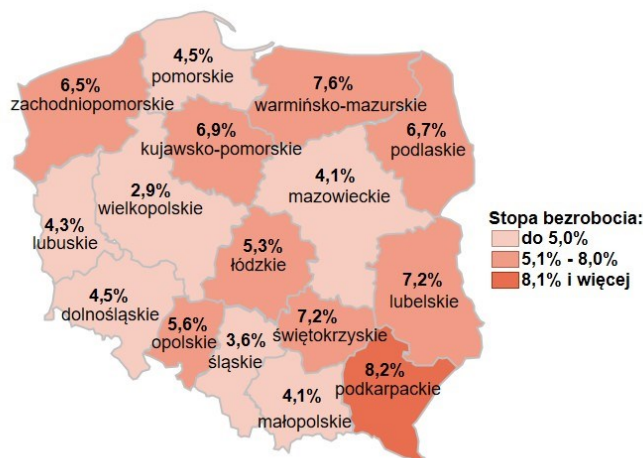 4,5%
pomorskie
6,5%
zachodniopomorskie
7,6%
warmińsko-mazurskie
6,9%
kujawsko-pomorskie
6,7%
podlaskie
4,1%
mazowieckie
2,9%
wielkopolskie
4,3%
lubuskie
5,3%
łódzkie
7,2%
lubelskie
4,5%
dolnośląskie
5,6%
opolskie
3,6%
śląskie
7,2%
świętokrzyskie
8,2%
podkarpackie
4,1%
małopolskie
Stopa bezrobocia:
do 5,0%
5,1% - 8,0%
8,1% i więcej